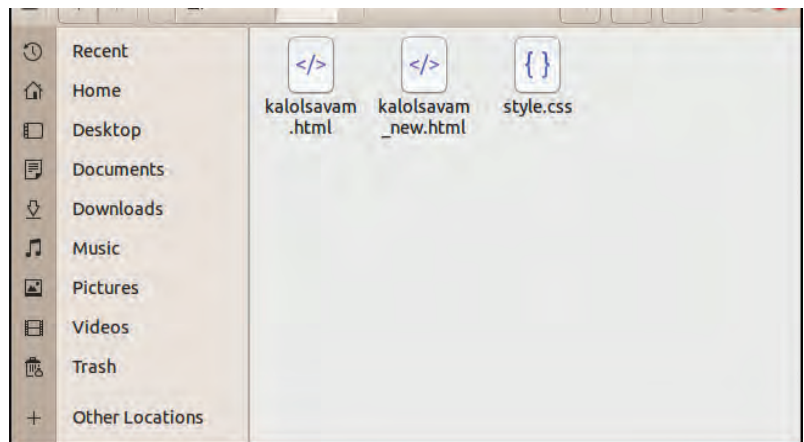 Recent
Home
Desktop
Documents
Downloads
Music
Pictures
Videos
Trash
Other Locations
kalolsavam
.html
kalolsavam
_new.html
style.css